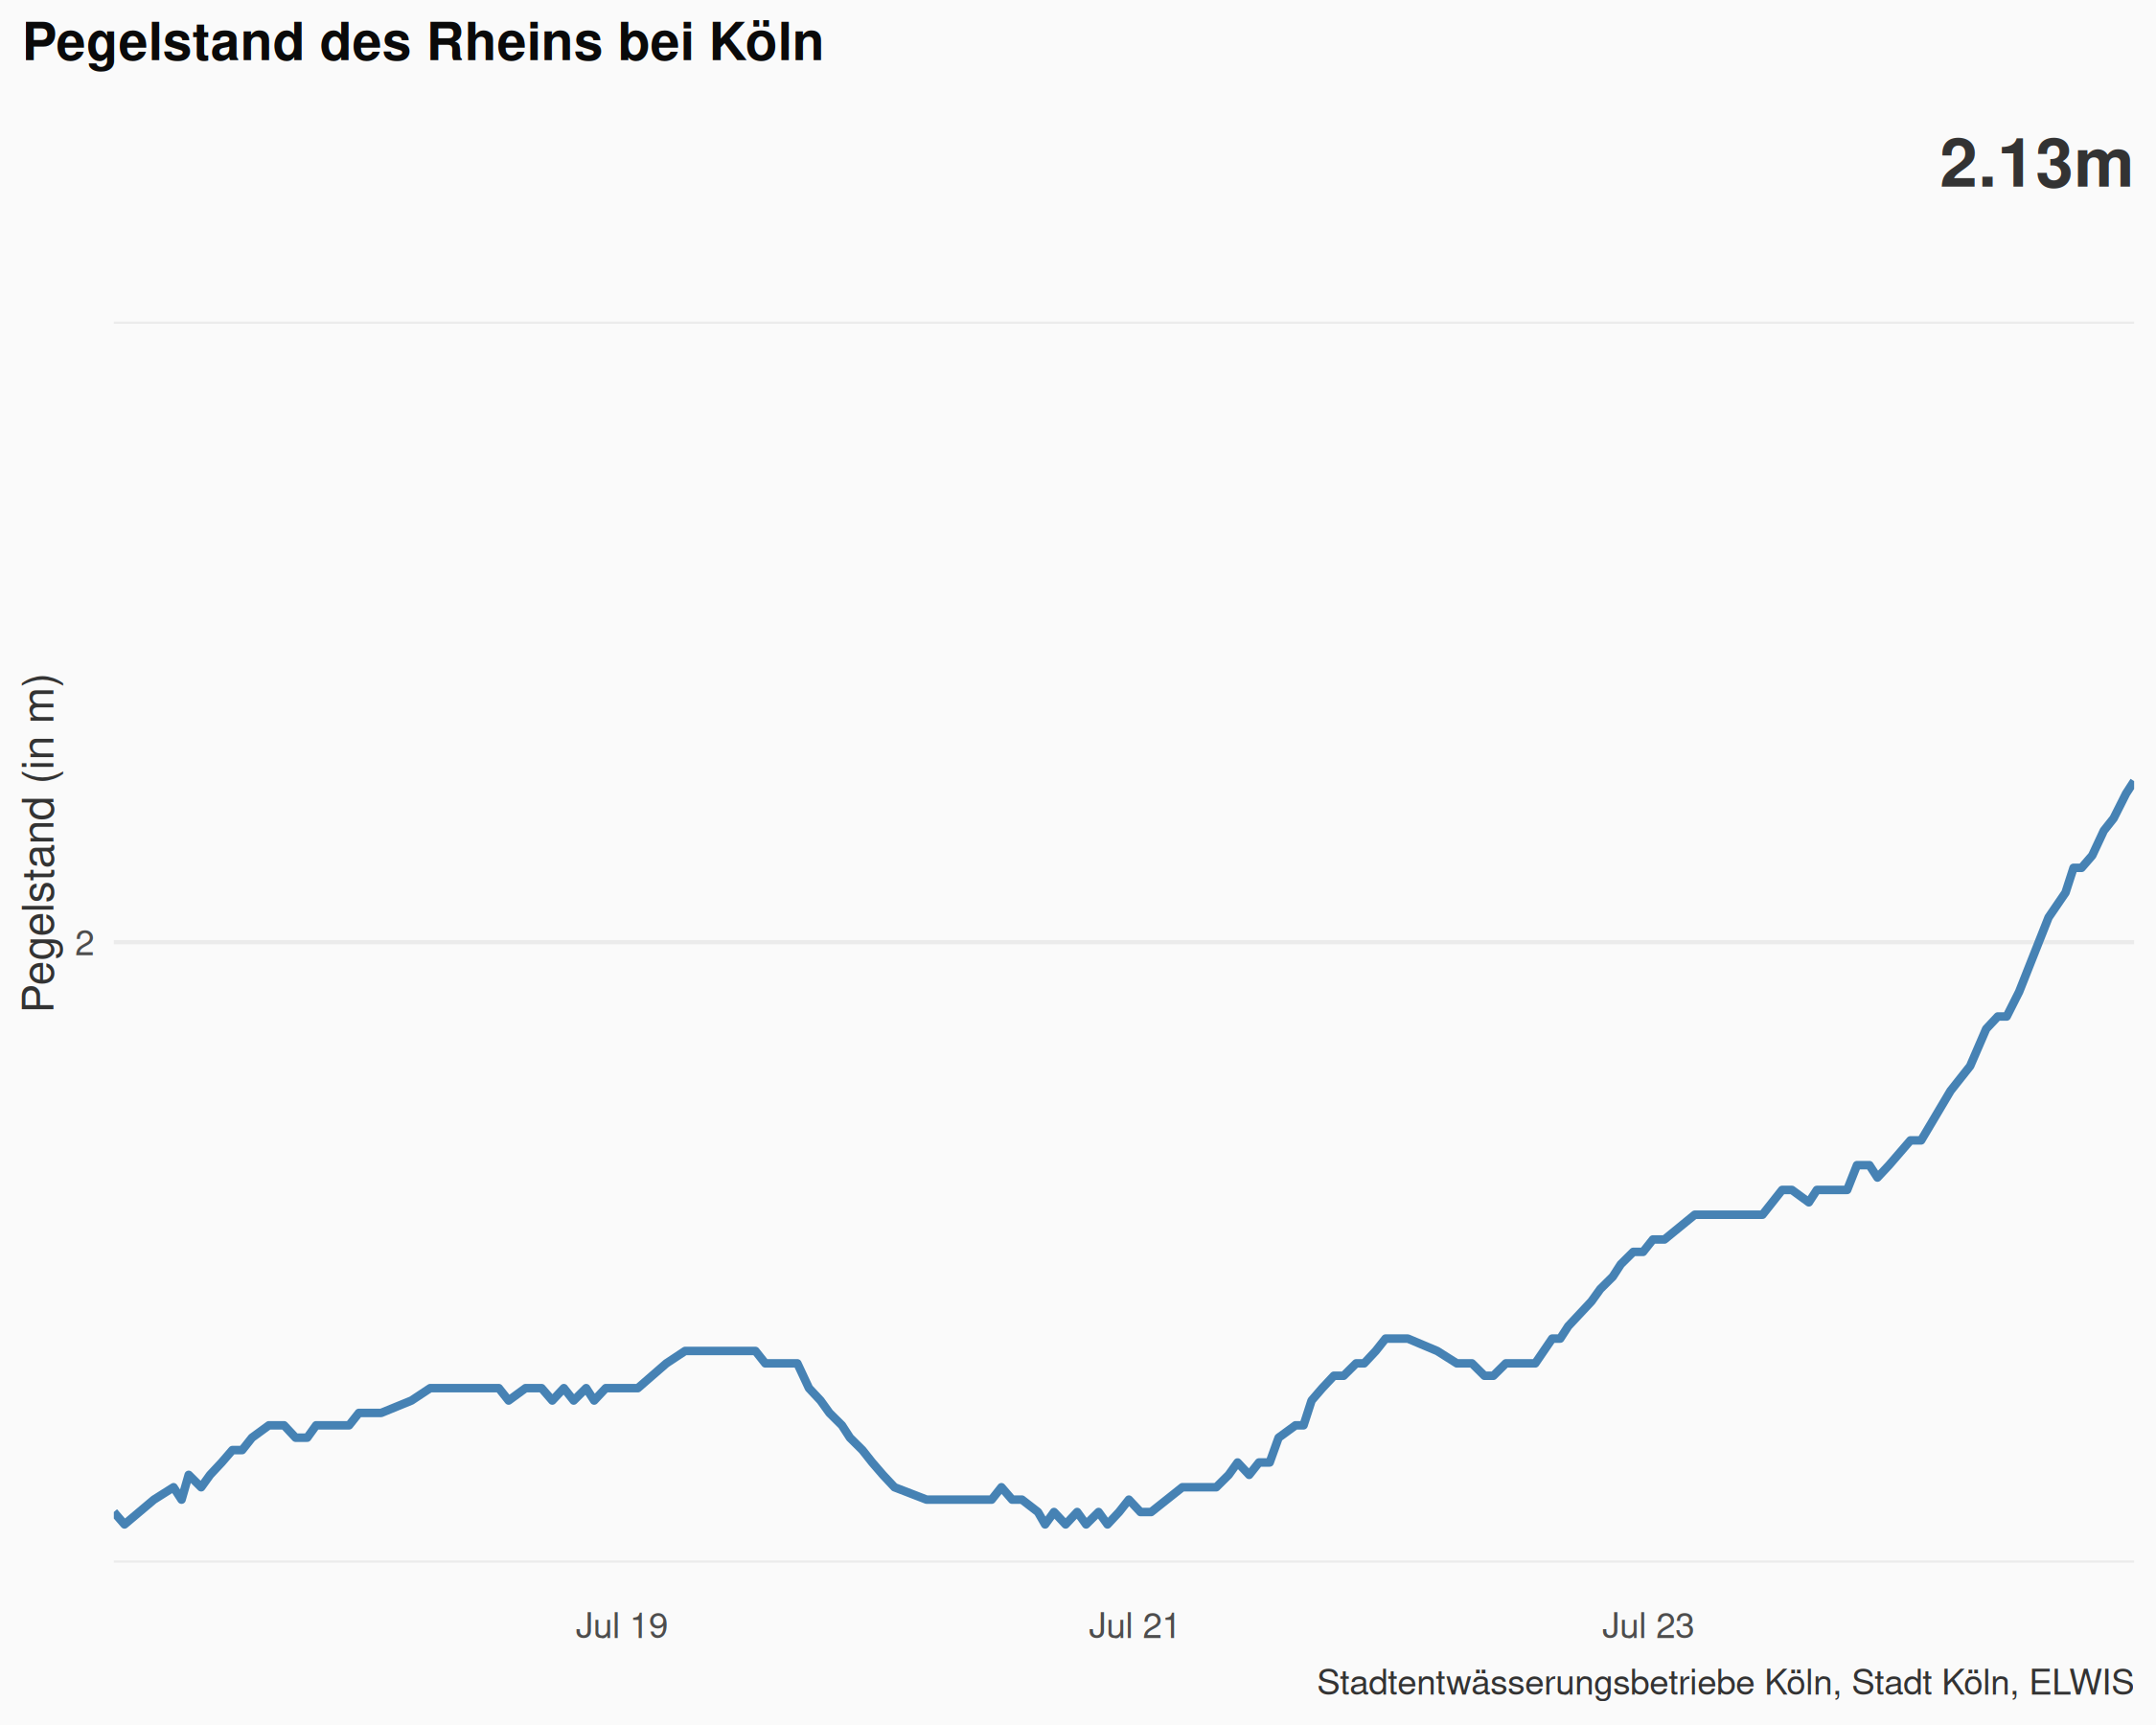 Pegelstand des Rheins bei Köln
2.13m
Pegelstand (in m)
2
Jul 19 Jul 21 Jul 23
Stadtentwässerungsbetriebe Köln, Stadt Köln, ELWIS